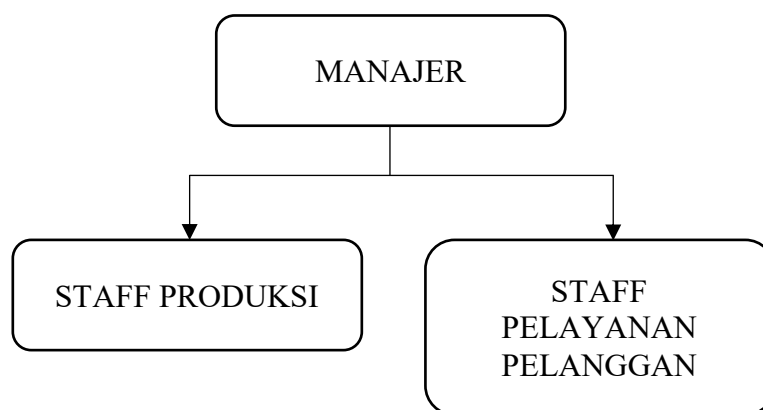 MANAJER
STAFF PRODUKSI
STAFF
PELAYANAN
PELANGGAN